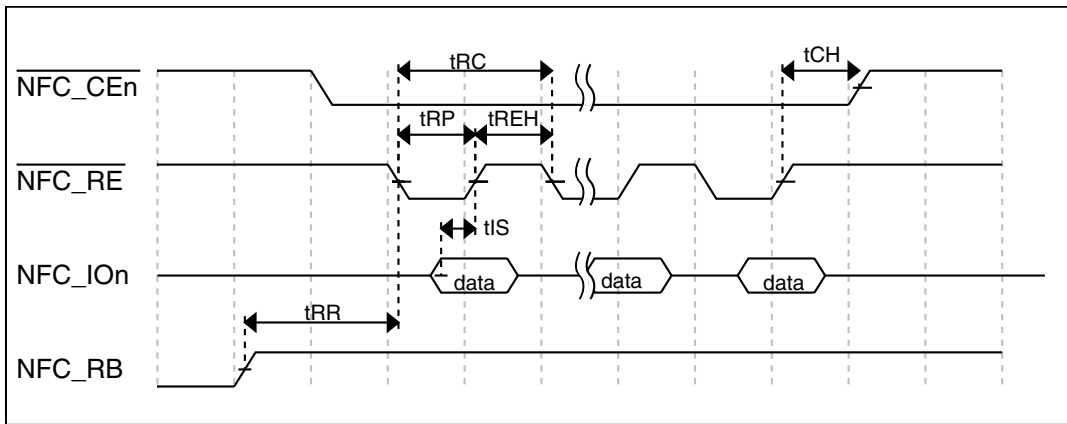 tRC
tCH
NFC_CEn
tRP
tREH
NFC_RE
tIS
NFC_IOn
data
data
data
tRR
NFC_RB